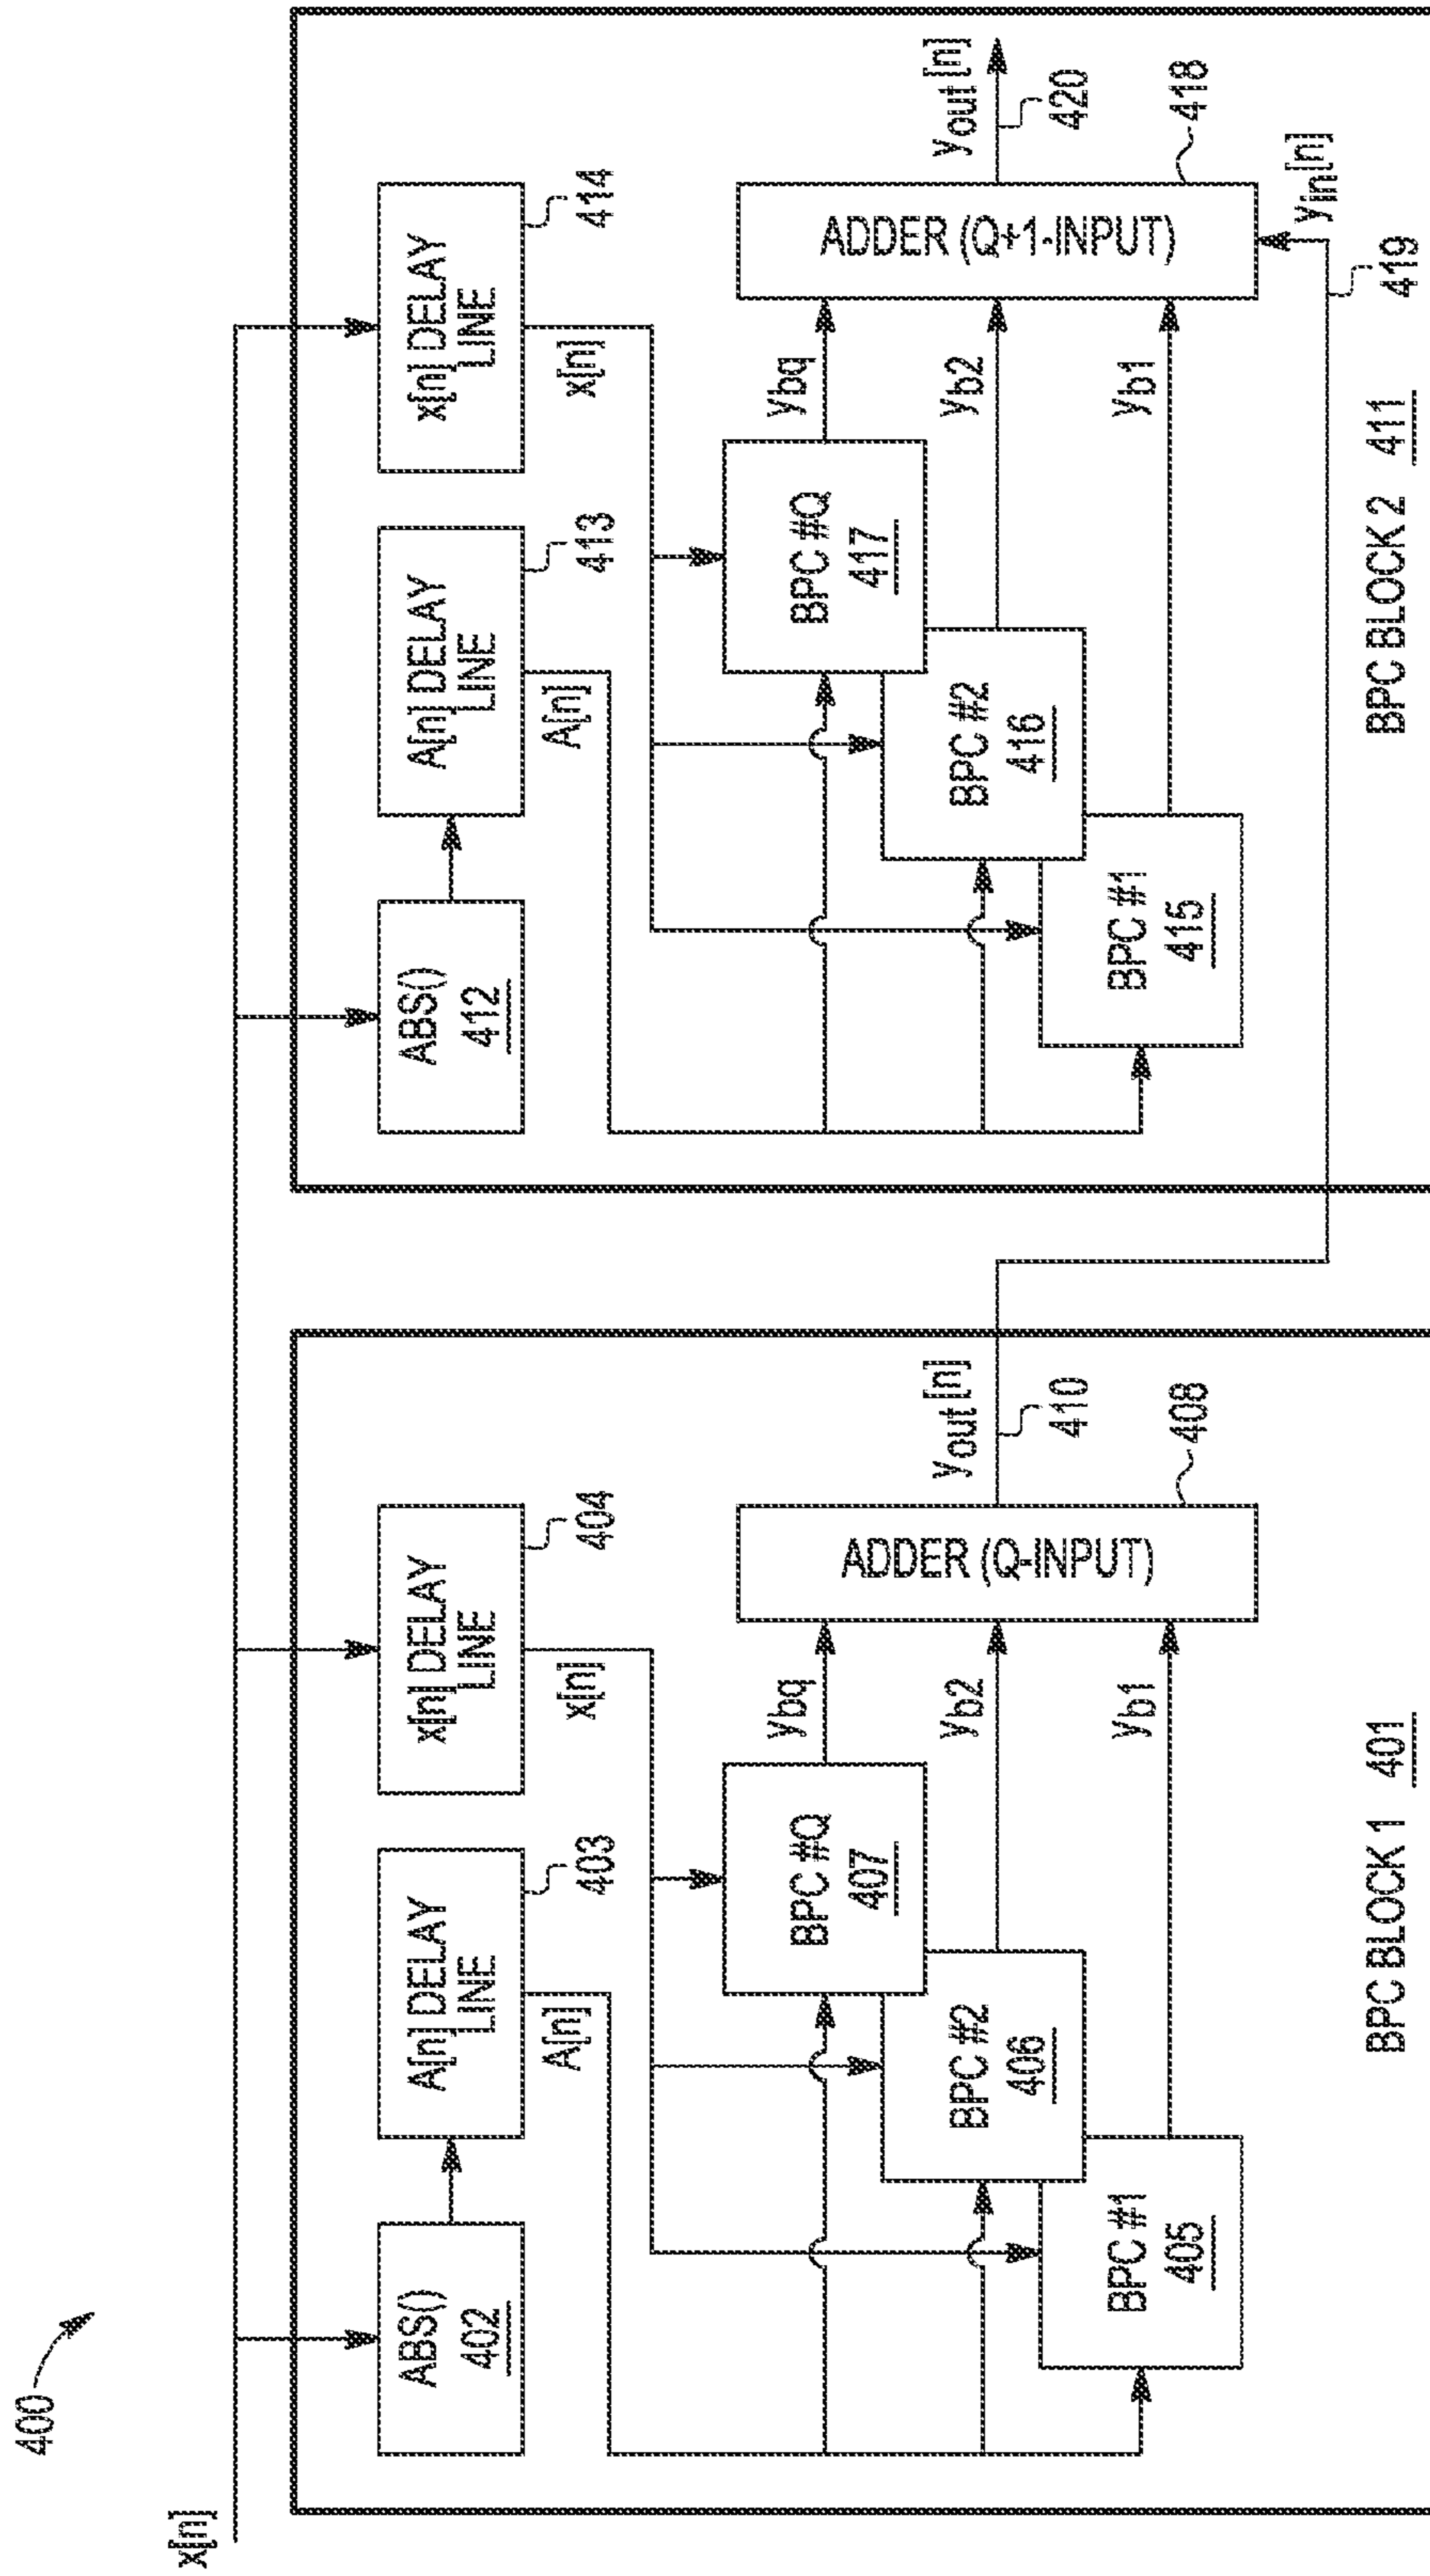 400
x[n]
ABS()
402
A[n] DELAY
LINE
403
x[n] DELAY
LINE
404
A[n]
x[n]
BPC #Q
407
BPC #2
406
BPC #1
405
ybq
yb2
yb1
ADDER (Q-INPUT)
408
yout[n]
410
BPC BLOCK 1 401
ABS()
412
A[n] DELAY
LINE
413
x[n] DELAY
LINE
414
A[n]
x[n]
BPC #Q
417
BPC #2
416
BPC #1
415
ybq
yb2
yb1
ADDER (Q+1-INPUT)
418
yout[n]
420
yin[n]
419
BPC BLOCK 2 411